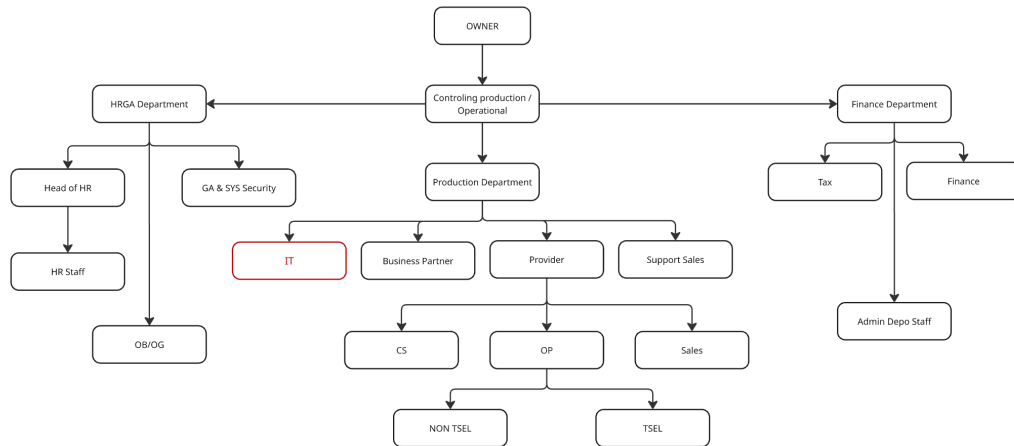 OWNER
HRGA Department
Controling production /
Operational
Finance Department
Head of HR
GA & SYS Security
Production Department
Tax
Finance
HR Staff
IT
Business Partner
Provider
Support Sales
OB/OG
CS
OP
Sales
Admin Depo Staff
NON TSEL
TSEL